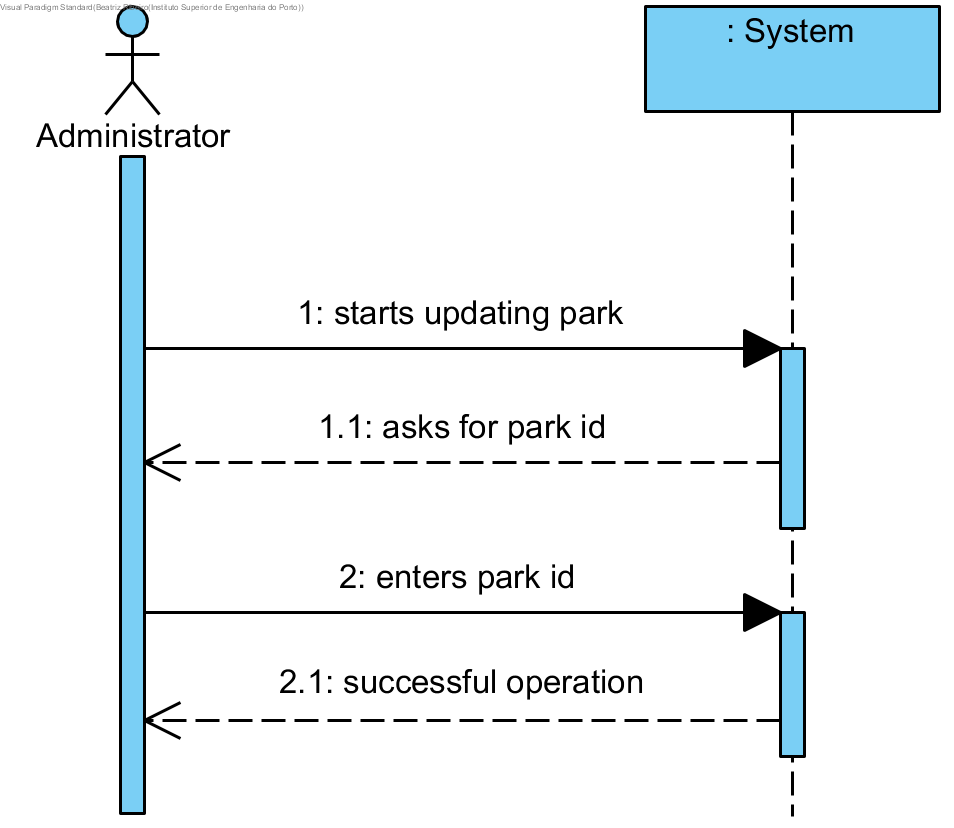 Visual Paradigm Standard(Beatriz (Instituto Superior de Engenharia do Porto))
: System
Administrator
1: starts updating park
1.1: asks for park id
2: enters park id
2.1: successful operation